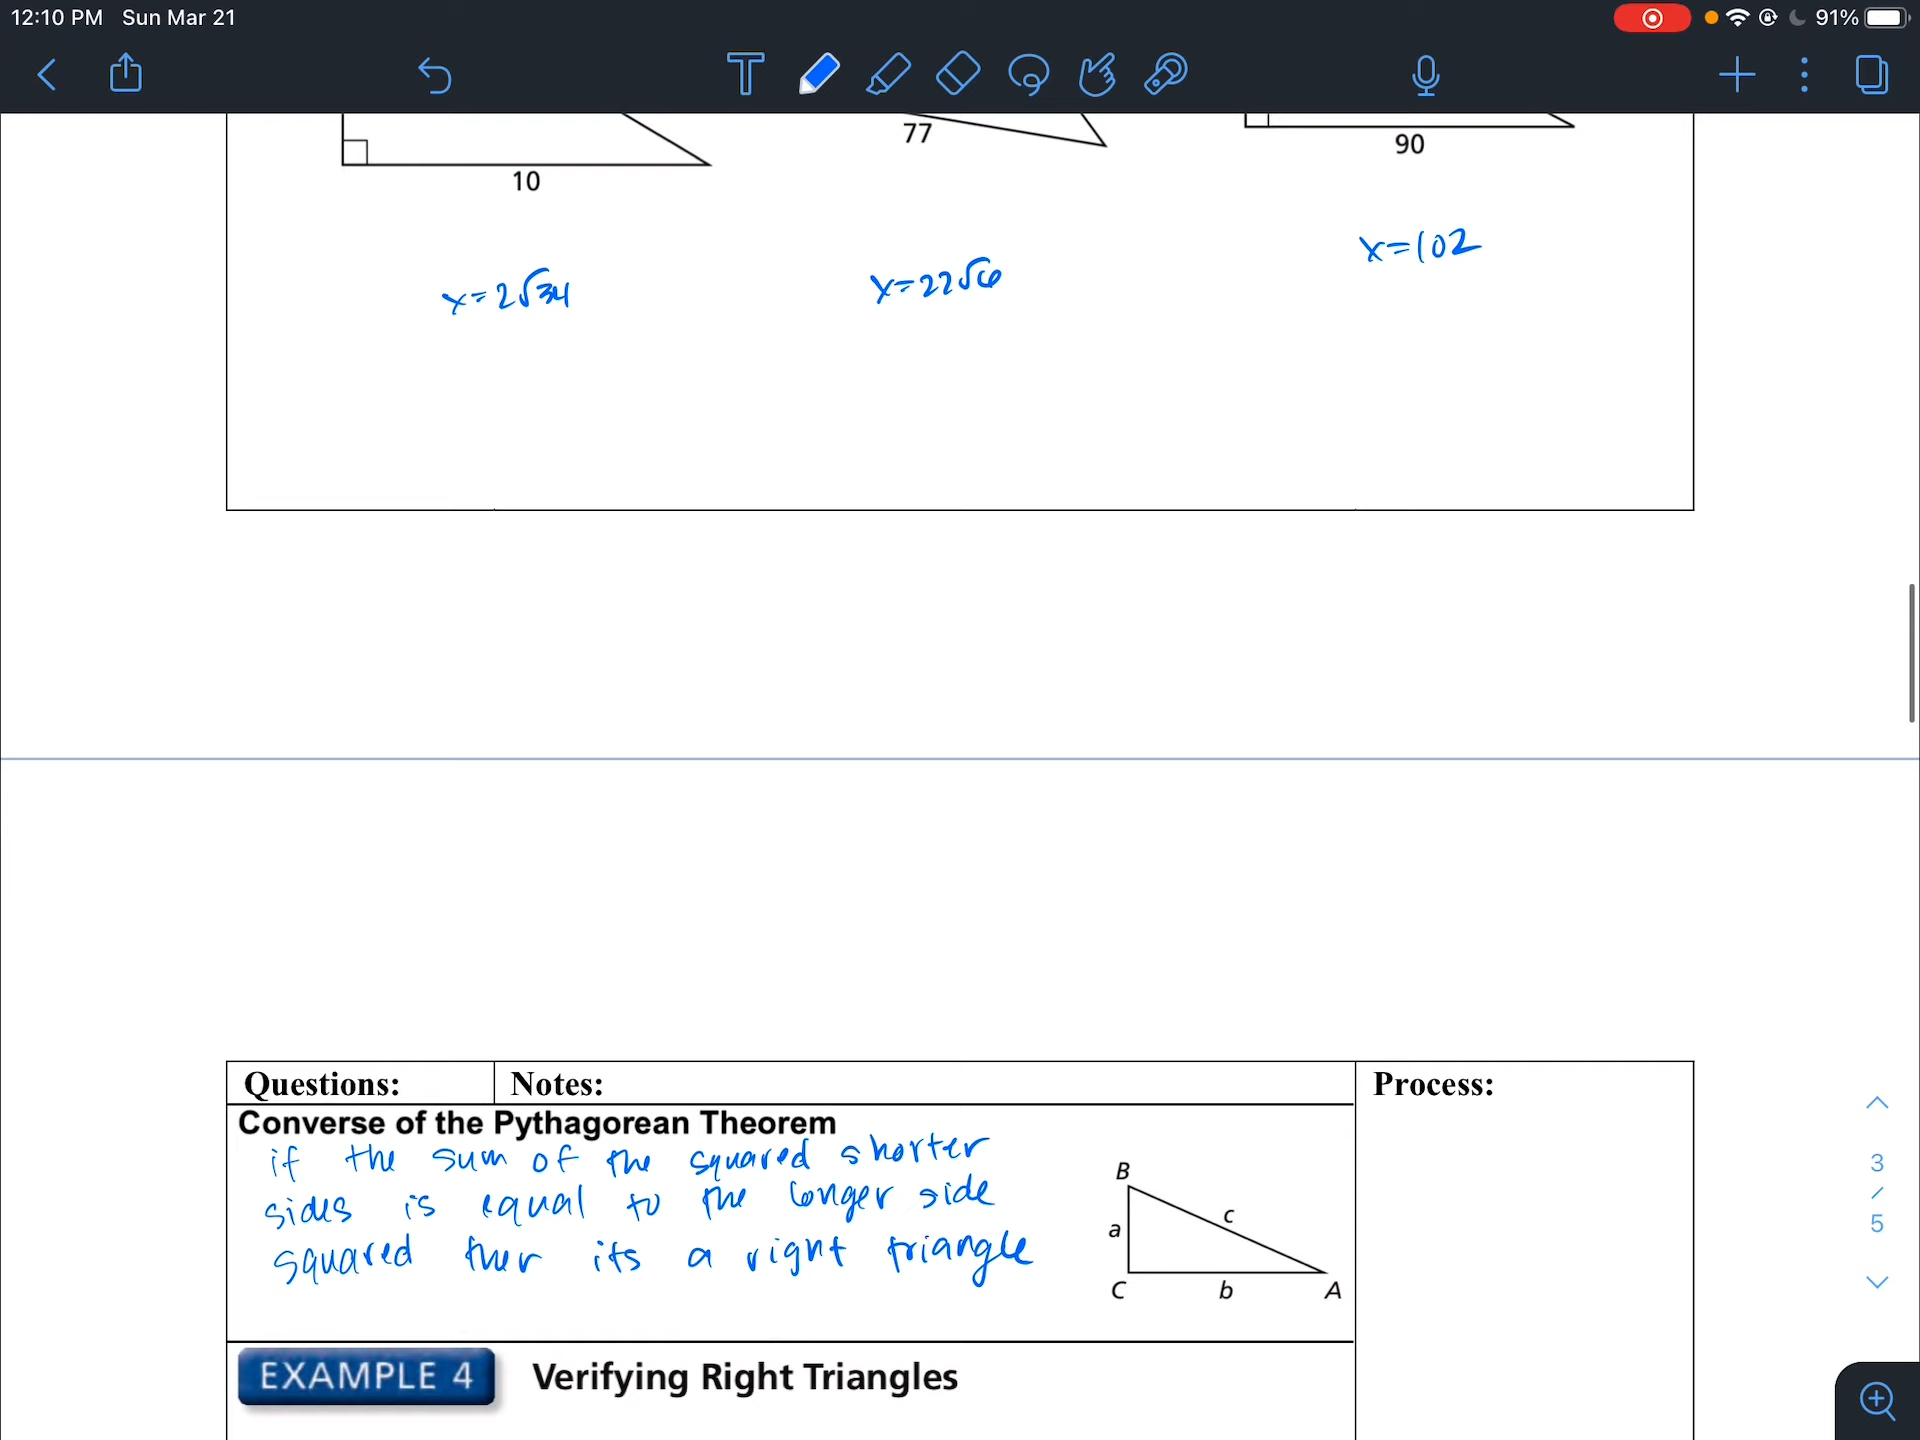 12:10 PM Sun Mar 21
91%
T
77
90
10
x=102
x=2√34
x=22√6
Questions:
Notes:
Process:
Converse of the Pythagorean Theorem
if the sum of the squared shorter
sides is equal to the longer side
squared then its a right triangle
B
c
a
C
b
A
3
/
5
EXAMPLE 4
Verifying Right Triangles